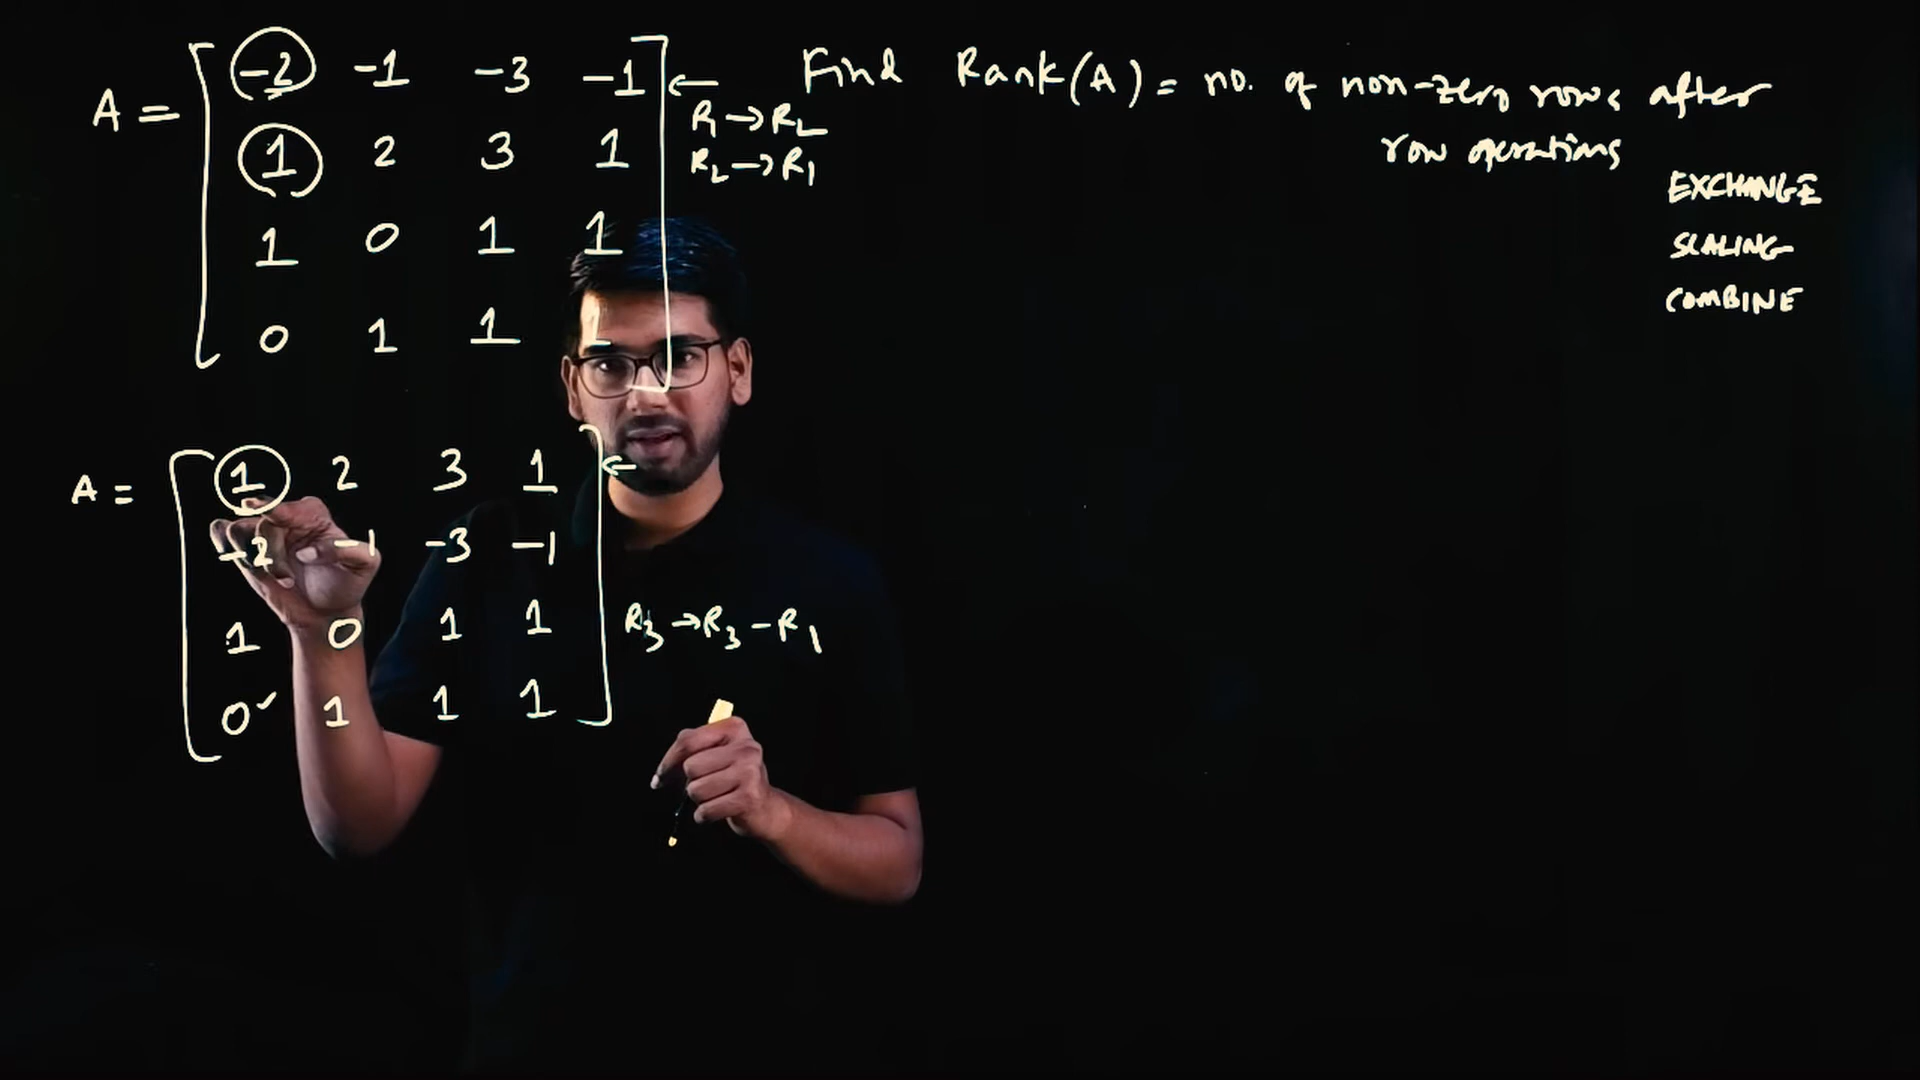 A = [ -2 -1 -3 -1 ] ← Find Rank(A) = no. of non-zero rows after
R1 → R2 row operations
1 2 3 1 R2 → R1 EXCHANGE
1 0 1 1 SCALING
COMBINE
0 1 1 1
A = [ 1 2 3 1 ] ←
-2 -1 -3 -1
1 0 1 1 R3 → R3 - R1
0✓ 1 1 1